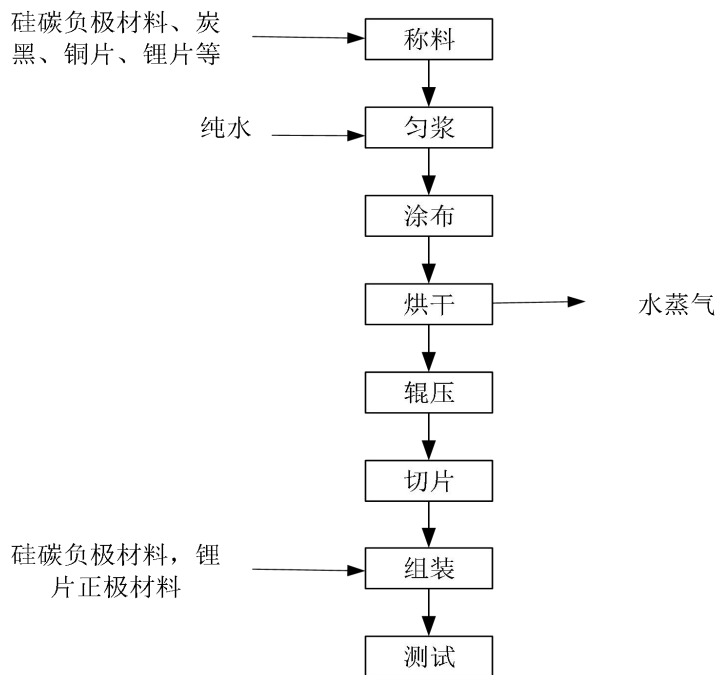 硅碳负极材料、炭
黑、铜片、锂片等
称料
纯水
匀浆
涂布
烘干
水蒸气
辊压
切片
硅碳负极材料，锂
片正极材料
组装
测试